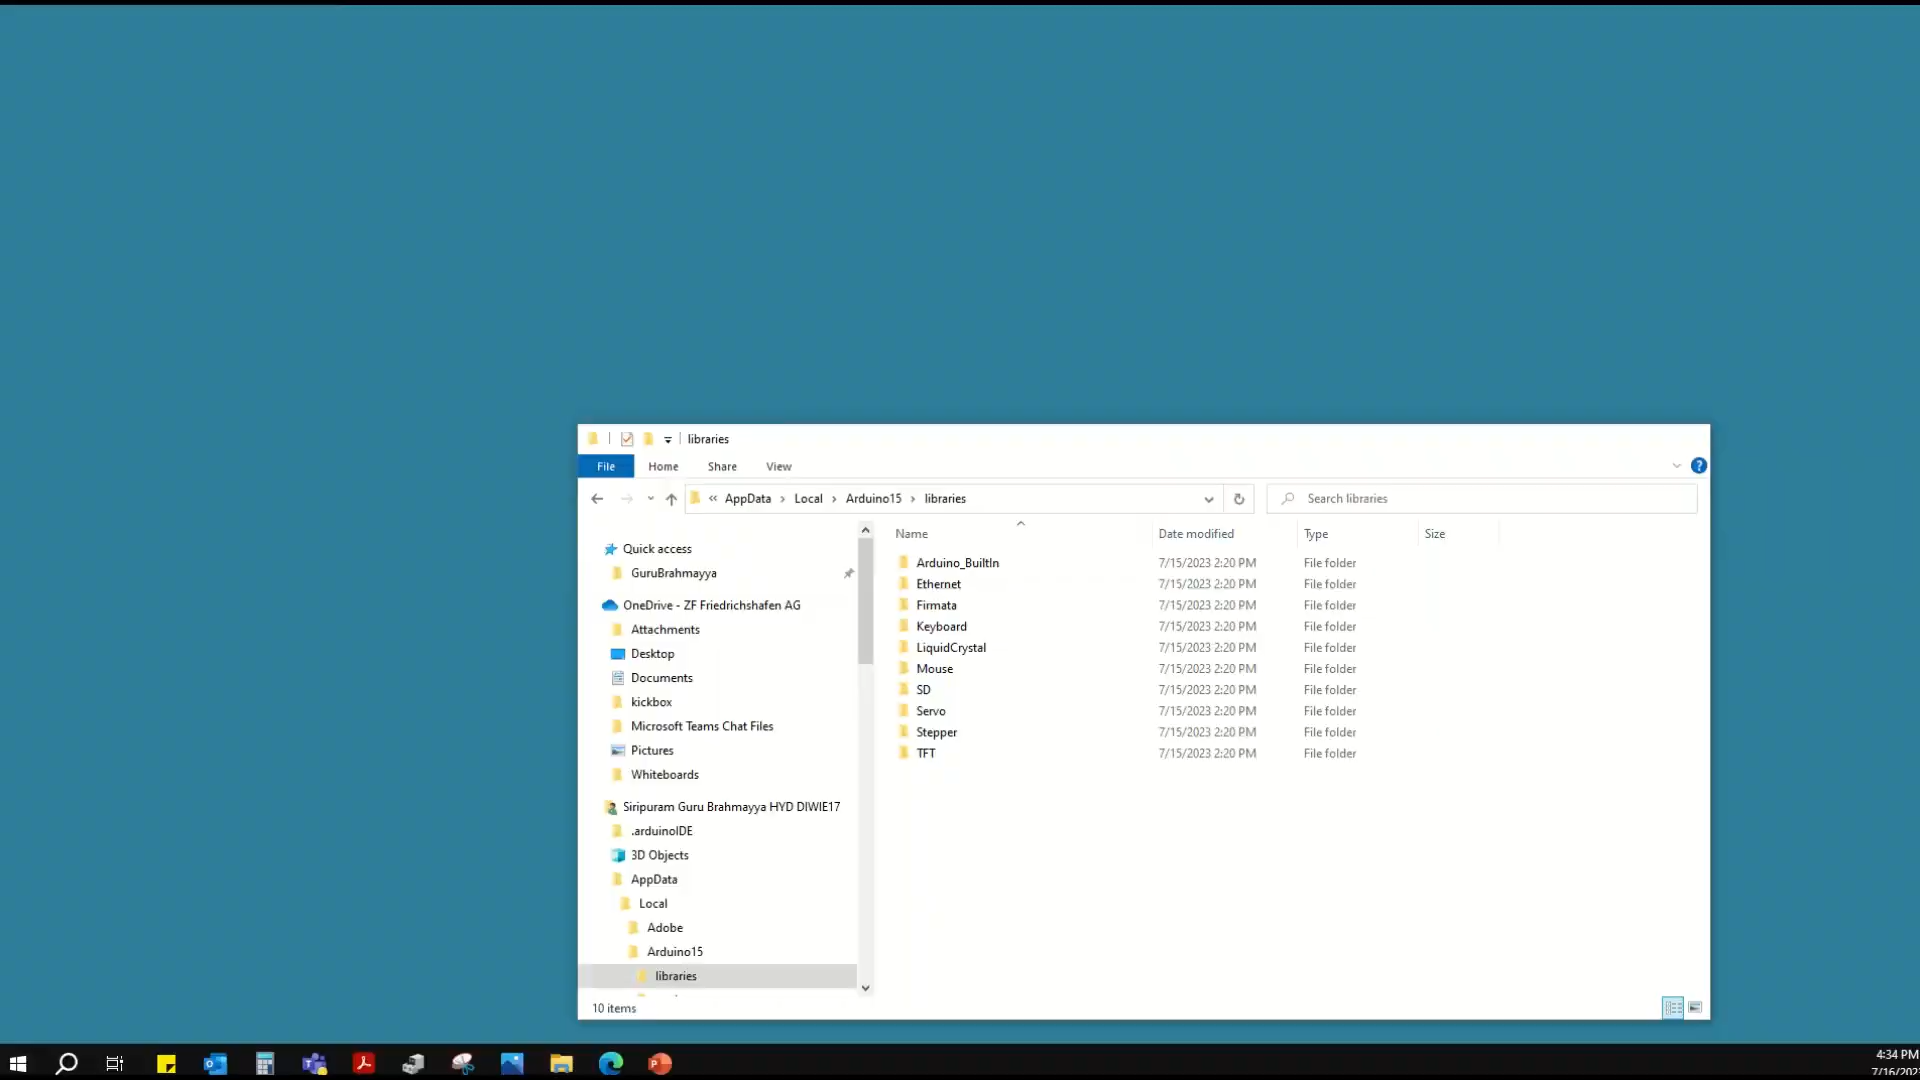 libraries
File Home Share View
« AppData › Local › Arduino15 › libraries
Search libraries
Quick access
GuruBrahmayya
OneDrive - ZF Friedrichshafen AG
Attachments
Desktop
Documents
kickbox
Microsoft Teams Chat Files
Pictures
Whiteboards
Siripuram Guru Brahmayya HYD DIWIE17
.arduinoIDE
3D Objects
AppData
Local
Adobe
Arduino15
libraries
Name Date modified Type Size
Arduino_BuiltIn 7/15/2023 2:20 PM File folder
Ethernet 7/15/2023 2:20 PM File folder
Firmata 7/15/2023 2:20 PM File folder
Keyboard 7/15/2023 2:20 PM File folder
LiquidCrystal 7/15/2023 2:20 PM File folder
Mouse 7/15/2023 2:20 PM File folder
SD 7/15/2023 2:20 PM File folder
Servo 7/15/2023 2:20 PM File folder
Stepper 7/15/2023 2:20 PM File folder
TFT 7/15/2023 2:20 PM File folder
10 items
4:34 PM
7/16/202